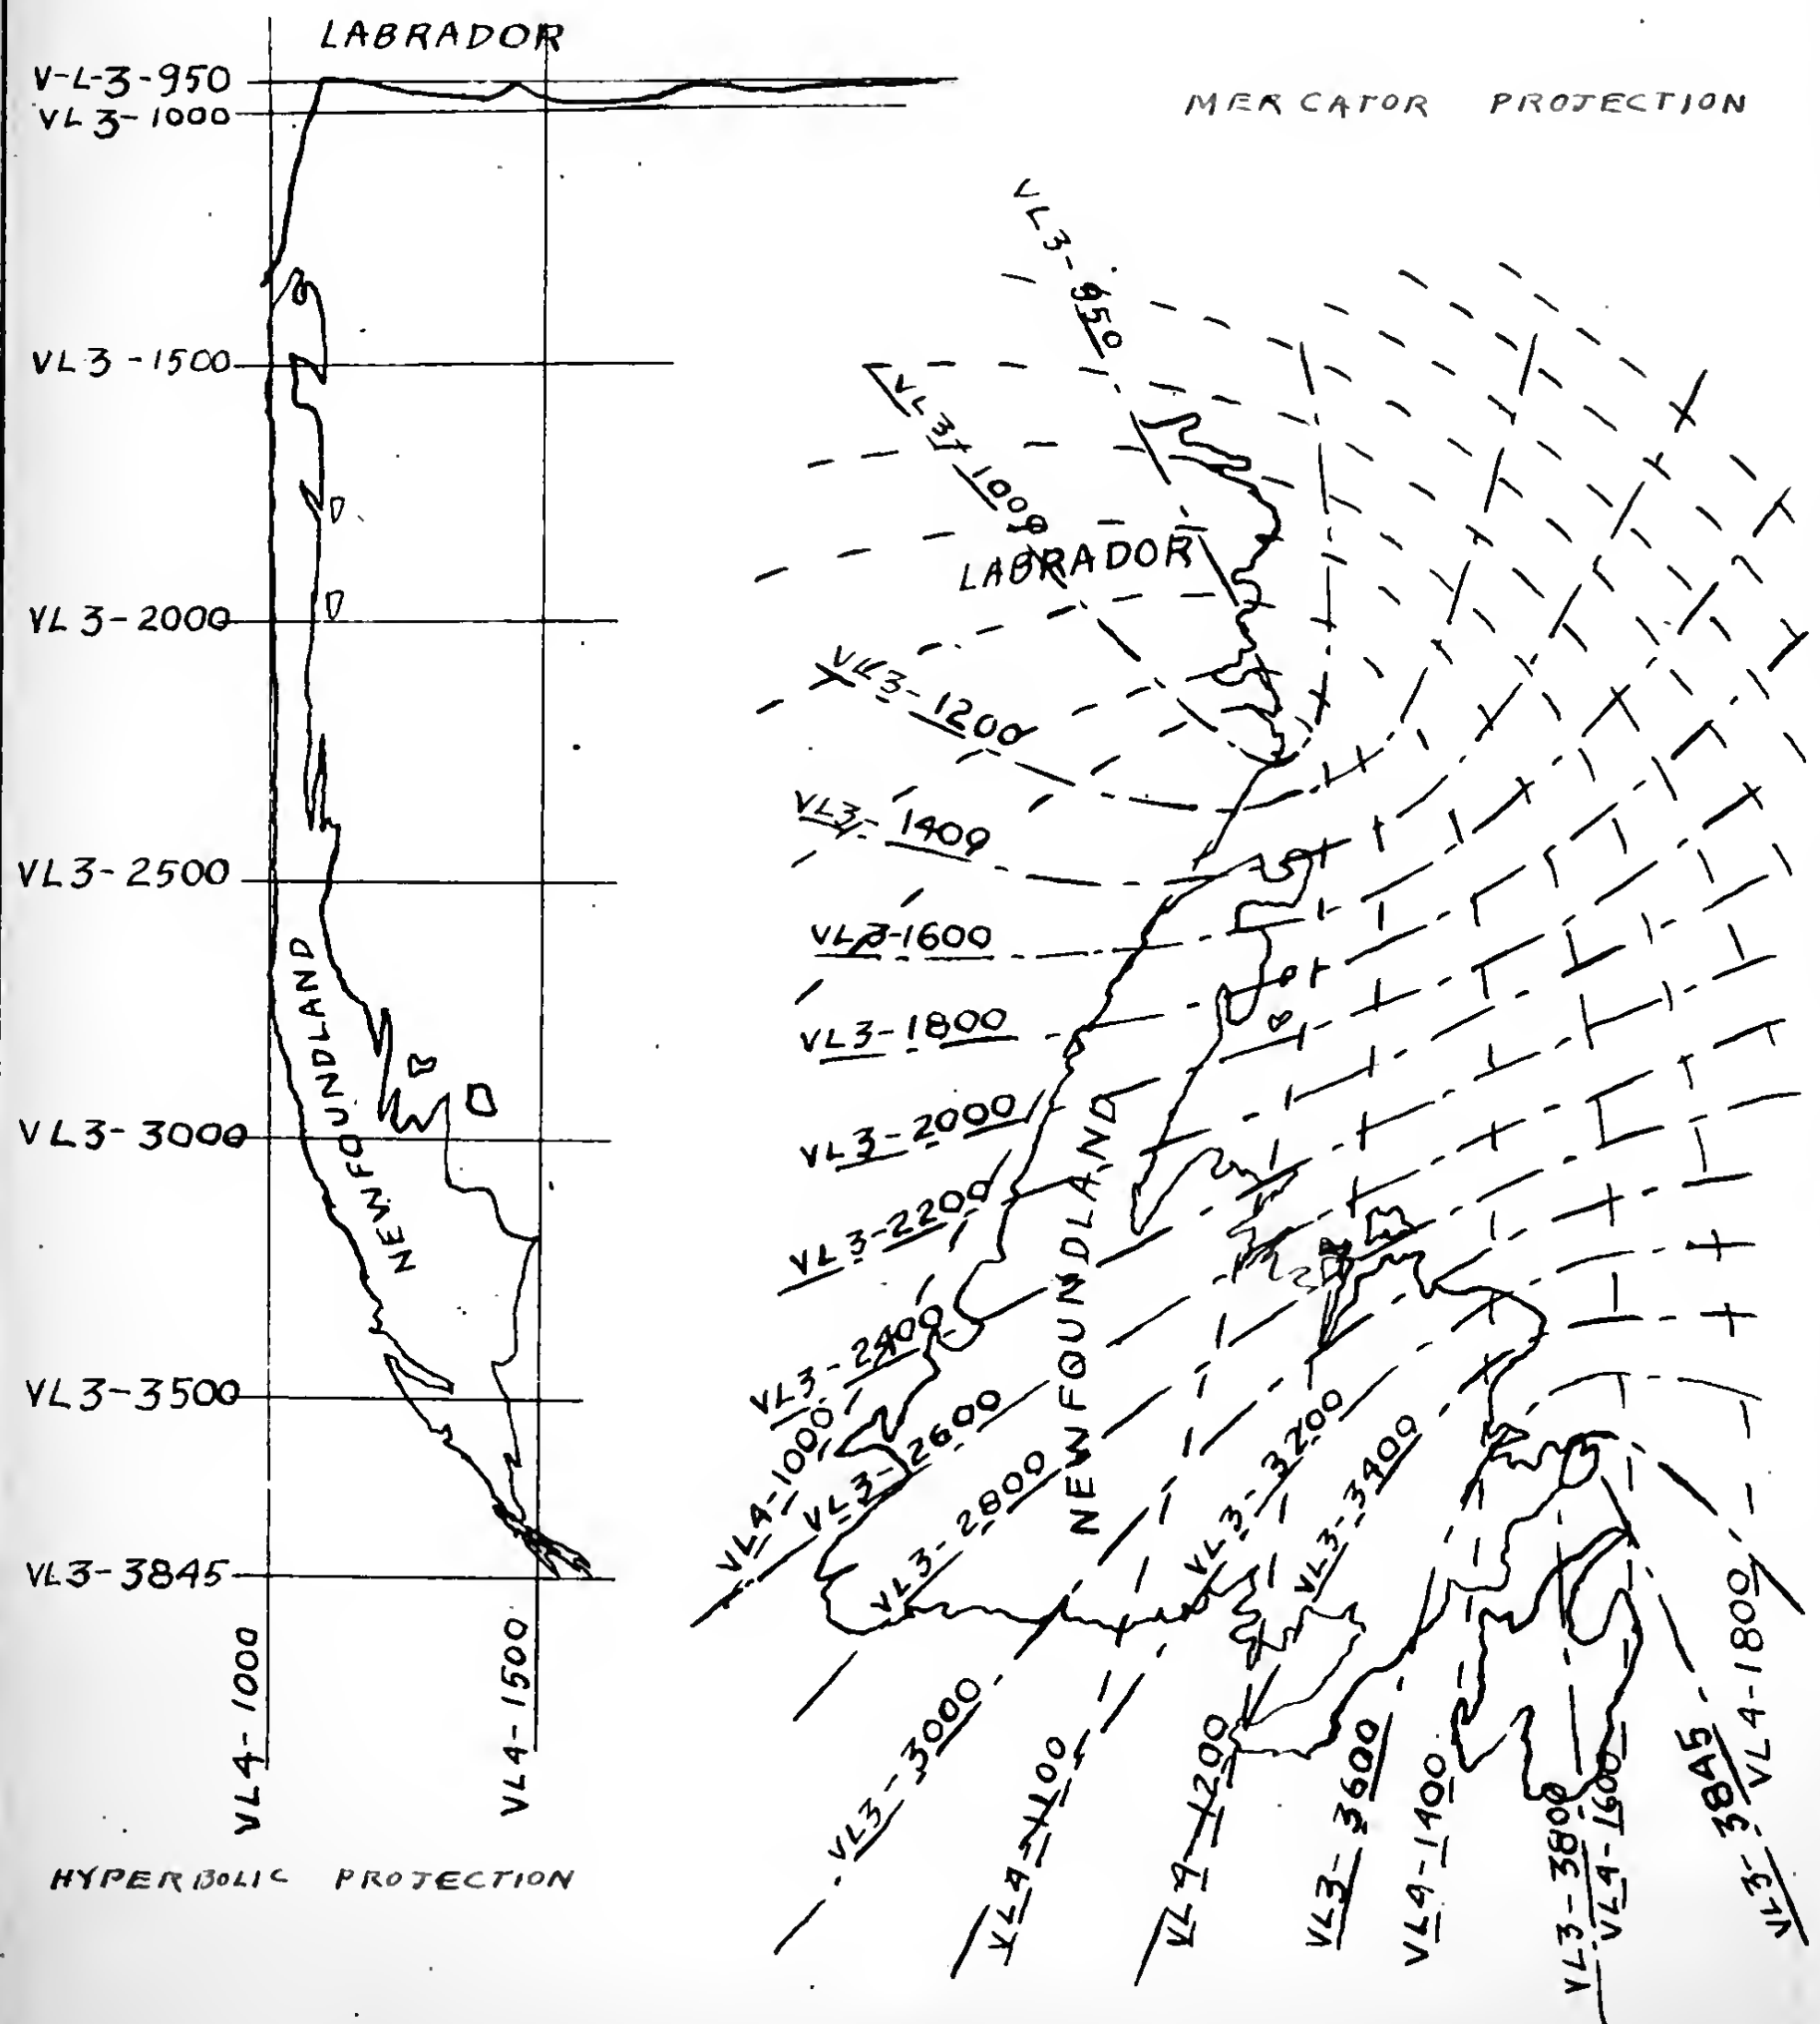 LABRADOR
V-L-3-950
VL3-1000
VL3-1500
VL3-2000
VL3-2500
NEWFOUNDLAND
VL3-3000
VL3-3500
VL3-3845
VL4-1000
VL4-1500
HYPERBOLIC PROJECTION
MERCATOR PROJECTION
VL3-950
VL3-1000
LABRADOR
VL3-1200
VL3-1400
VL3-1600
VL3-1800
VL3-2000
VL3-2200
VL3-2400
VL4-1000
VL3-2600
VL3-2800
NEWFOUNDLAND
VL3-3200
VL3-3400
VL3-3000
VL4-1100
VL4-1200
VL3-3600
VL4-1400
VL3-3800
VL4-1600
VL3-3845
VL4-1800